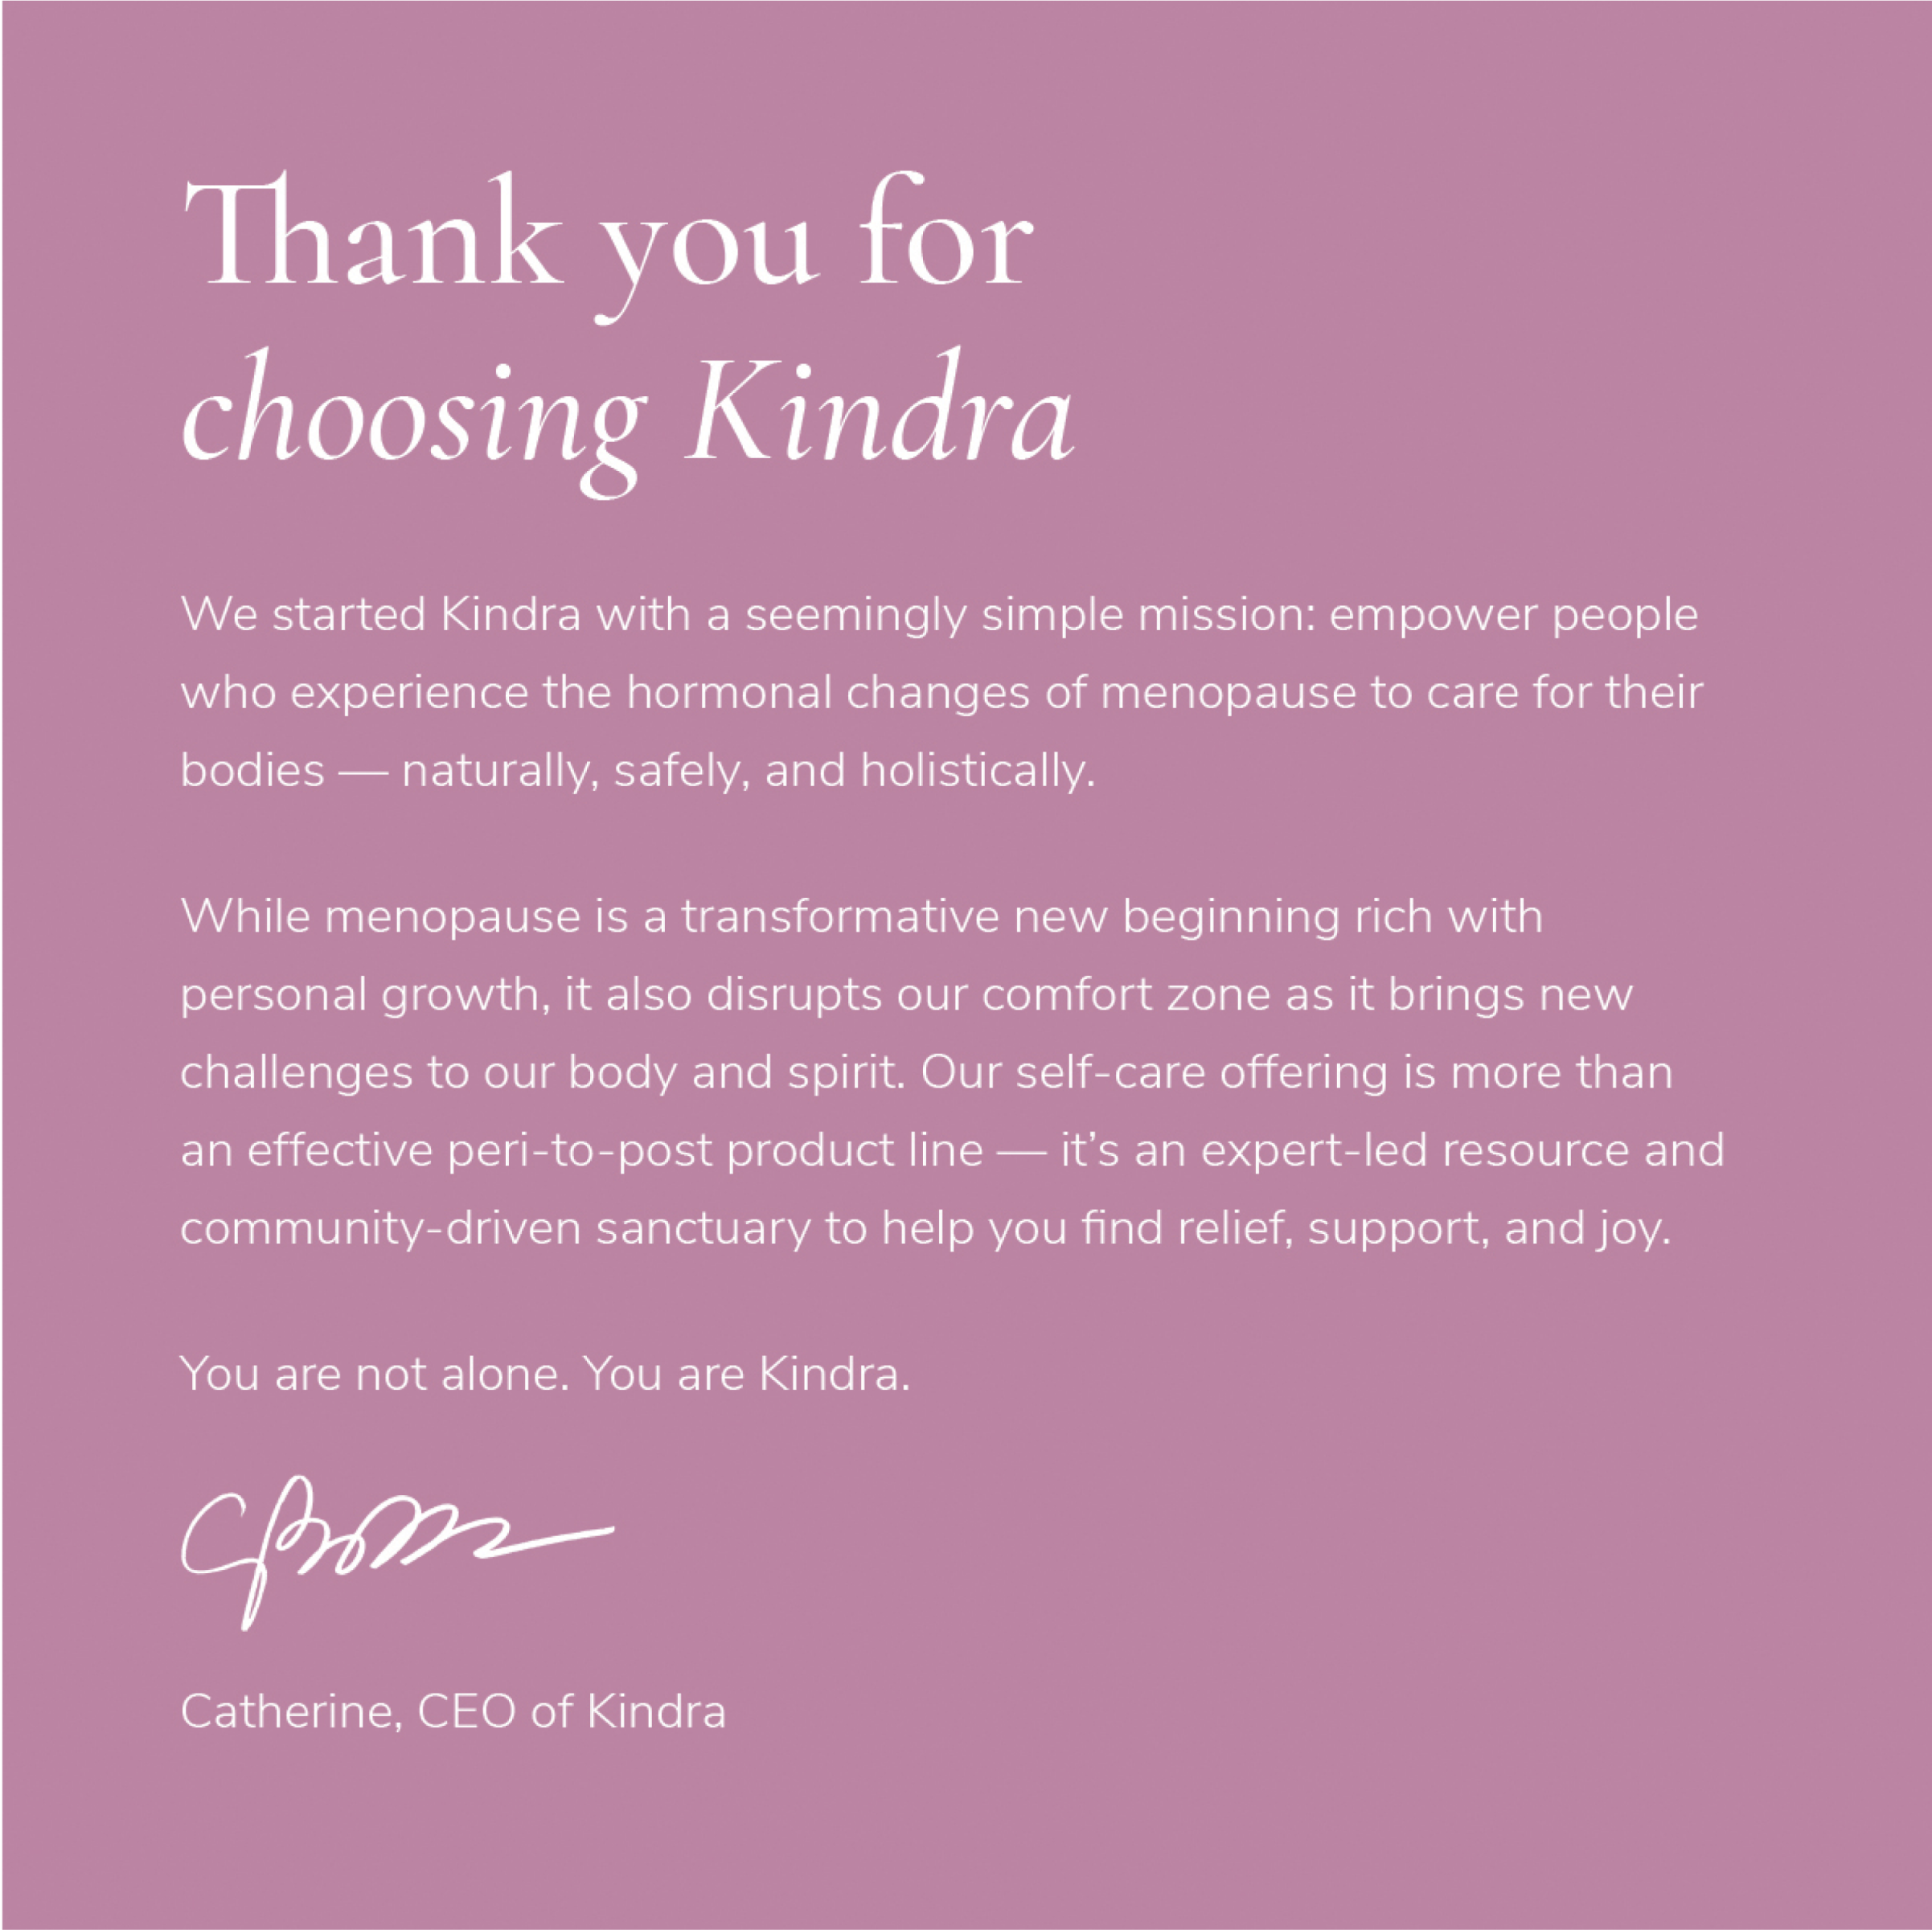 Thank you for
choosing Kindra
We started Kindra with a seemingly simple mission: empower people
who experience the hormonal changes of menopause to care for their
bodies — naturally, safely, and holistically.
While menopause is a transformative new beginning rich with
personal growth, it also disrupts our comfort zone as it brings new
challenges to our body and spirit. Our self-care offering is more than
an effective peri-to-post product line — it’s an expert-led resource and
community-driven sanctuary to help you find relief, support, and joy.
You are not alone. You are Kindra.
Catherine, CEO of Kindra